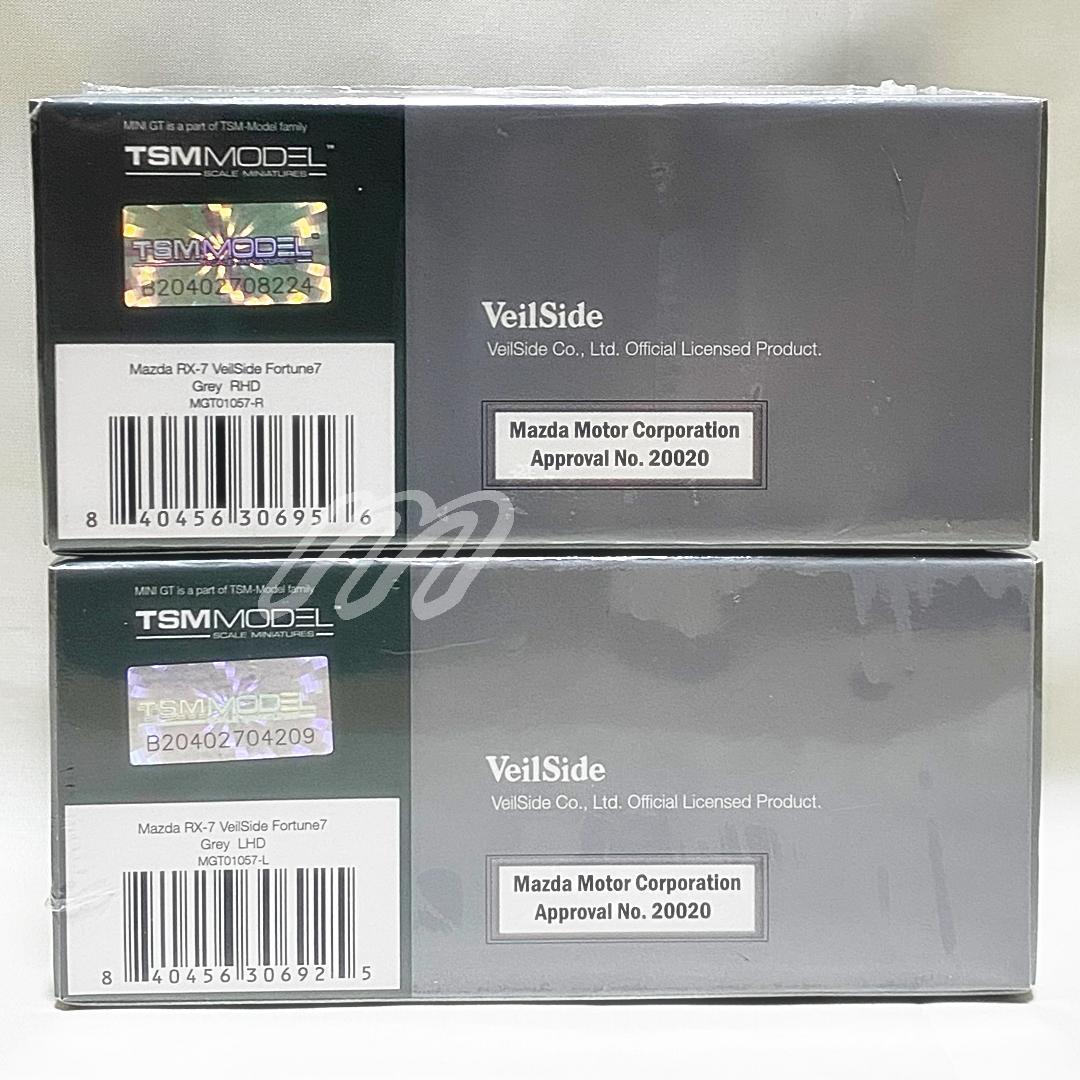 MINI GT is a part of TSM-Model family
TSMMODEL™
SCALE MINIATURES
TSMMODEL™
B20402708224
Mazda RX-7 VeilSide Fortune7
Grey RHD
MGT01057-R
8 40456 30695 6
VeilSide
VeilSide Co., Ltd. Official Licensed Product.
Mazda Motor Corporation
Approval No. 20020
MINI GT is a part of TSM-Model family
TSMMODEL™
SCALE MINIATURES
TSMMODEL
B20402704209
Mazda RX-7 VeilSide Fortune7
Grey LHD
MGT01057-L
8 40456 30692 5
VeilSide
VeilSide Co., Ltd. Official Licensed Product.
Mazda Motor Corporation
Approval No. 20020